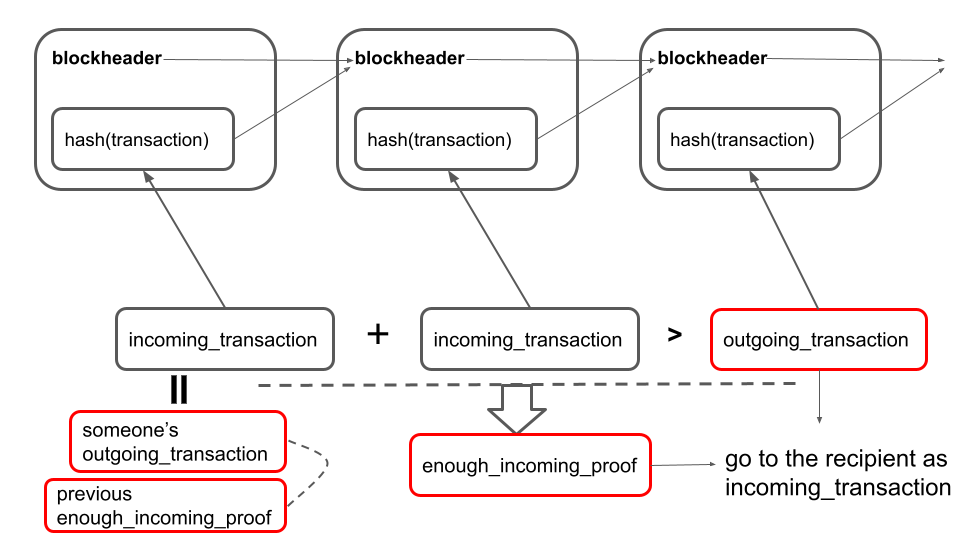 blockheader
blockheader
blockheader
hash(transaction)
hash(transaction)
hash(transaction)
incoming_transaction
+
incoming_transaction
>
outgoing_transaction
someone’s
outgoing_transaction
previous
enough_incoming_proof
enough_incoming_proof
go to the recipient as
incoming_transaction